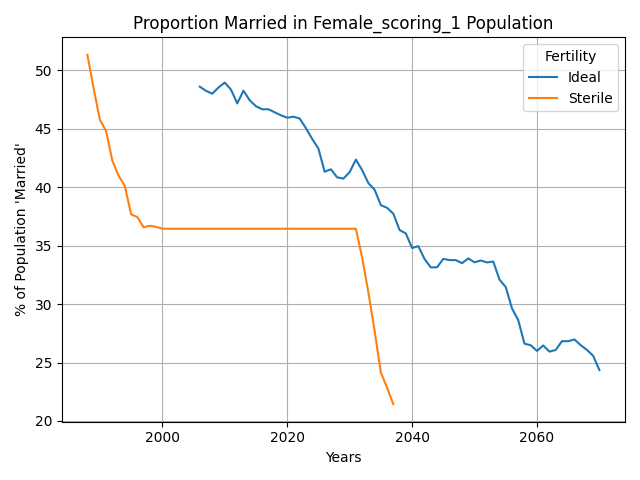 Proportion Married in Female_scoring_1 Population
Fertility
Ideal
Sterile
% of Population 'Married'
50
45
40
35
30
25
20
2000
2020
2040
2060
Years